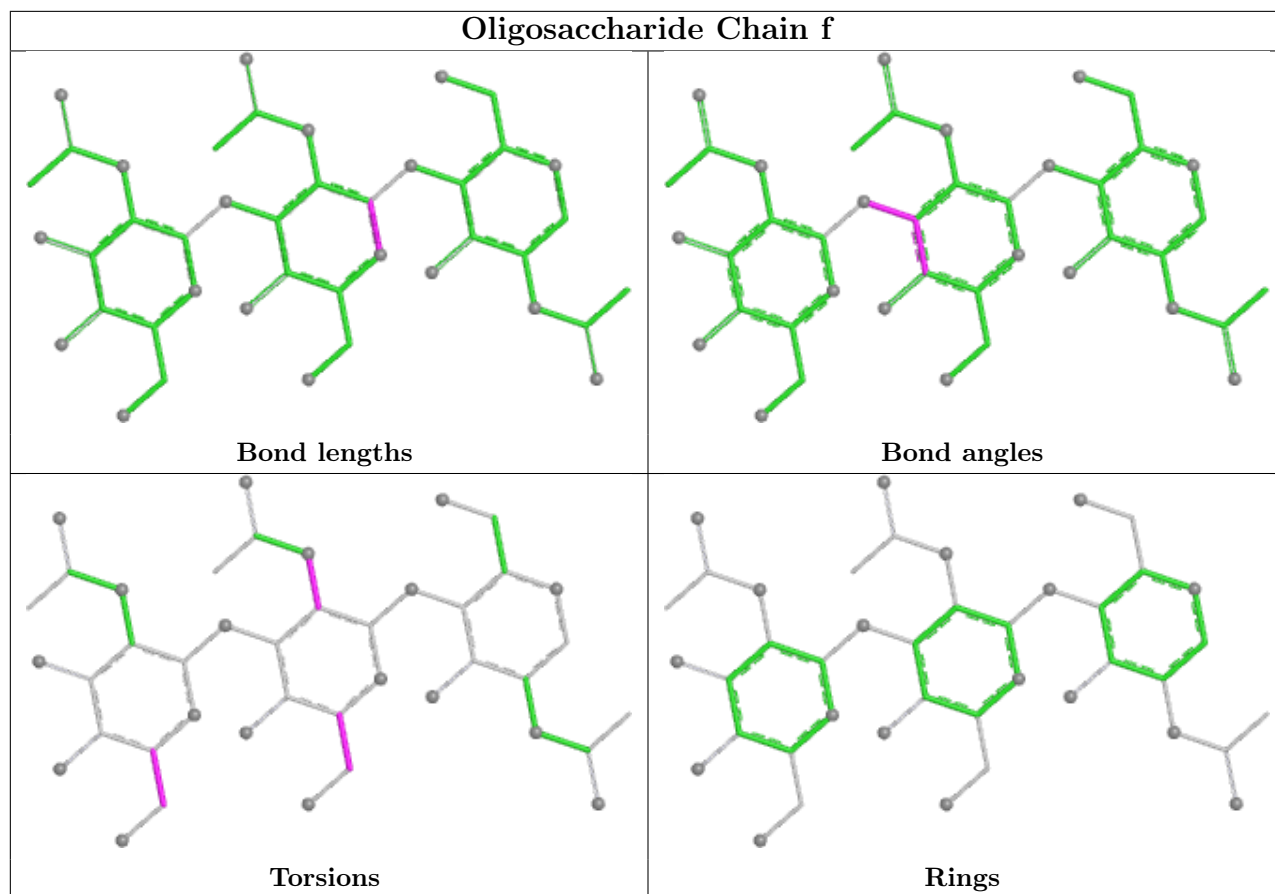 Oligosaccharide Chain f
Bond lengths
Bond angles
Torsions
Rings